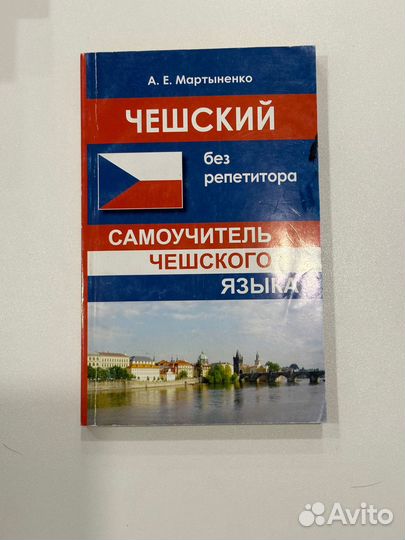 А. Е. Мартыненко
ЧЕШСКИЙ
без
репетитора
САМОУЧИТЕЛЬ
ЧЕШСКОГО
ЯЗЫКА
Avito